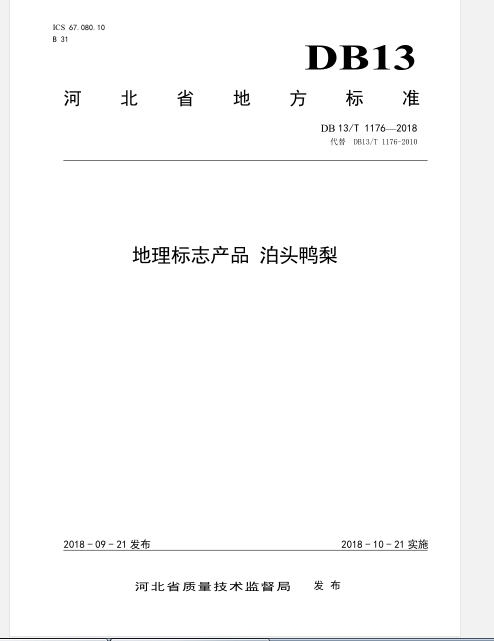 ICS 67.080.10
B 31
DB13
河北省地方标准
DB 13/T 1176—2018
代替 DB13/T 1176-2010
地理标志产品 泊头鸭梨
2018-09-21 发布
2018-10-21 实施
河北省质量技术监督局 发布